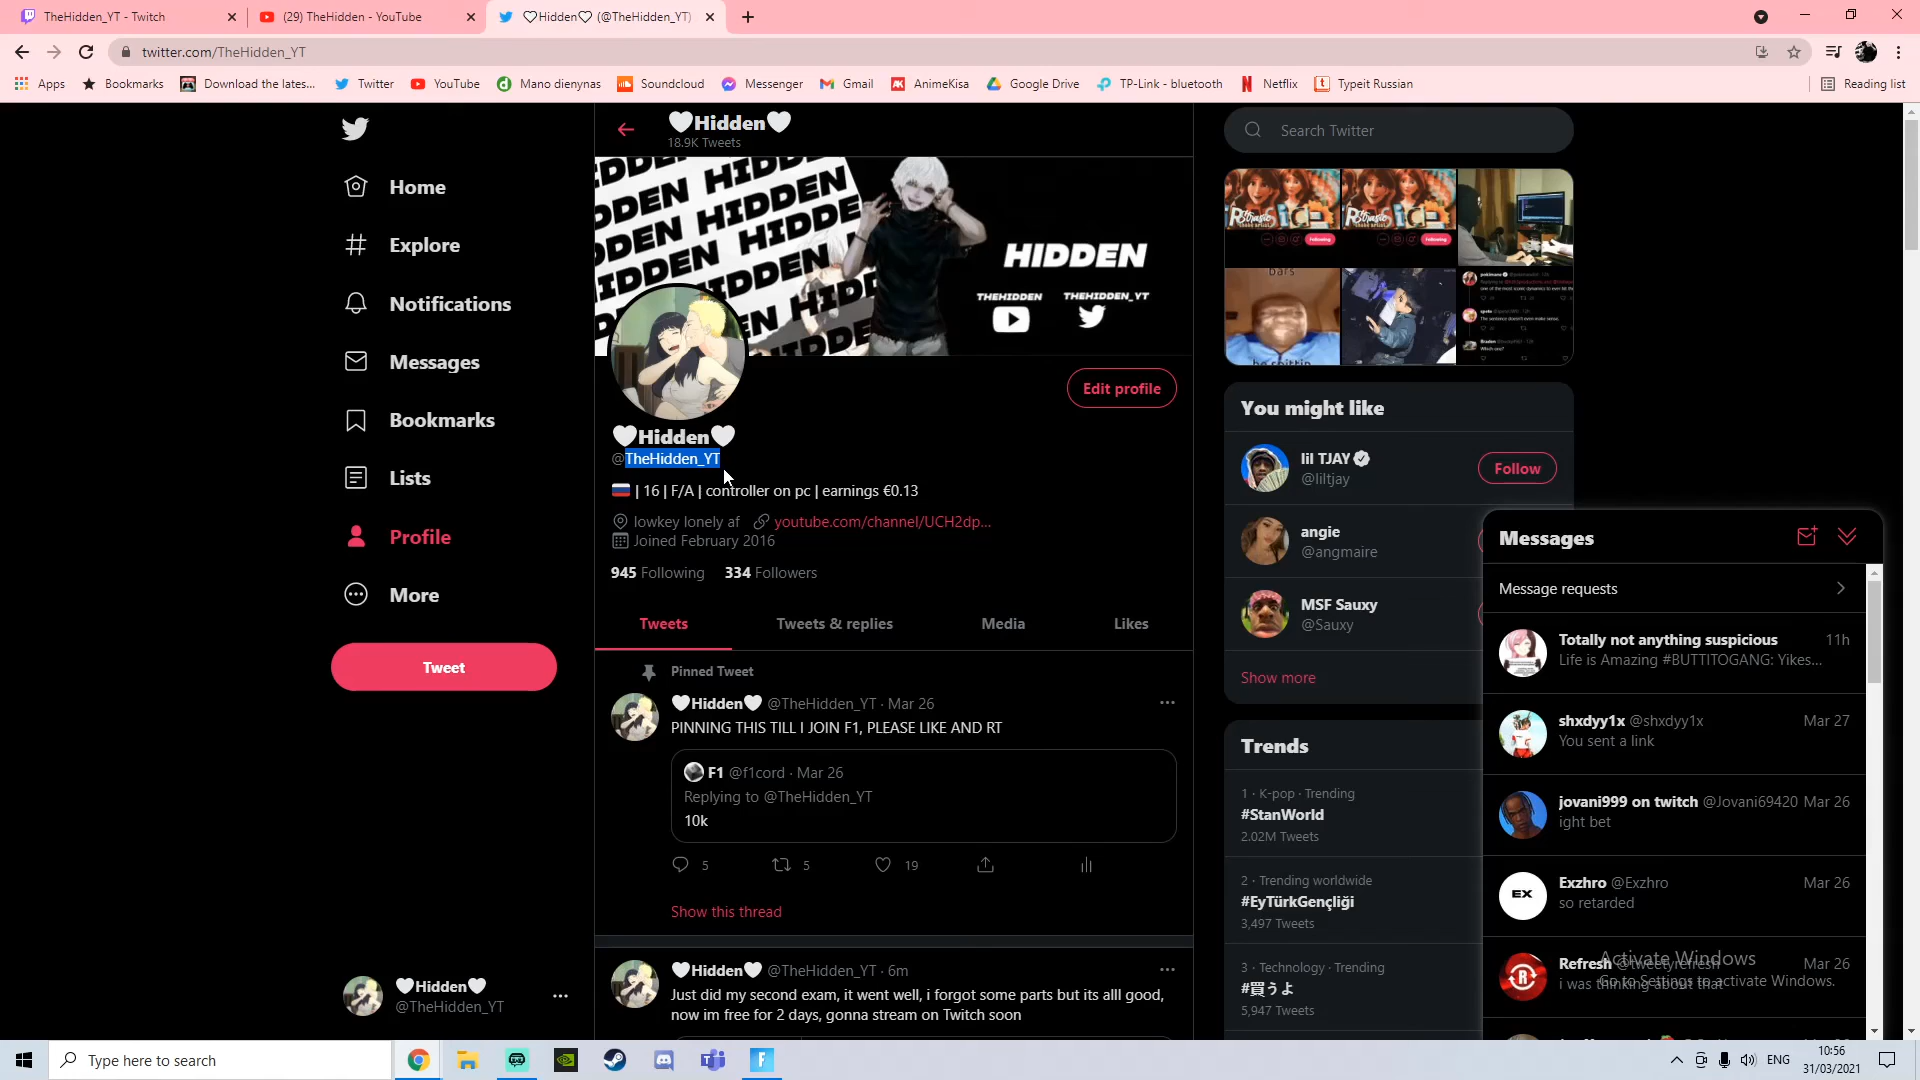 TheHidden_YT - Twitch
(29) TheHidden - YouTube
🤍Hidden🤍 (@TheHidden_YT)
twitter.com/TheHidden_YT
Apps
Bookmarks
Download the lates...
Twitter
YouTube
Mano dienynas
Soundcloud
Messenger
Gmail
AnimeKisa
Google Drive
TP-Link - bluetooth
Netflix
Typeit Russian
Reading list
Home
Explore
Notifications
Messages
Bookmarks
Lists
Profile
More
Tweet
🤍Hidden🤍
@TheHidden_YT
🤍Hidden🤍
18.9K Tweets
HIDDEN
THEHIDDEN
THEHIDDEN_YT
Edit profile
🤍Hidden🤍
@TheHidden_YT
🇷🇺 | 16 | F/A | controller on pc | earnings €0.13
lowkey lonely af
youtube.com/channel/UCH2dp...
Joined February 2016
945 Following
334 Followers
Tweets
Tweets & replies
Media
Likes
Pinned Tweet
🤍Hidden🤍 @TheHidden_YT · Mar 26
PINNING THIS TILL I JOIN F1, PLEASE LIKE AND RT
F1 @f1cord · Mar 26
Replying to @TheHidden_YT
10k
5
5
19
Show this thread
🤍Hidden🤍 @TheHidden_YT · 6m
Just did my second exam, it went well, i forgot some parts but its alll good,
now im free for 2 days, gonna stream on Twitch soon
Search Twitter
You might like
lil TJAY
@liltjay
Follow
angie
@angmaire
MSF Sauxy
@Sauxy
Show more
Trends
1 · K-pop · Trending
#StanWorld
2.02M Tweets
2 · Trending worldwide
#EyTürkGençliği
3,497 Tweets
3 · Technology · Trending
#買うよ
5,947 Tweets
Messages
Message requests
Totally not anything suspicious
11h
Life is Amazing #BUTTITOGANG: Yikes...
shxdyy1x @shxdyy1x
Mar 27
You sent a link
jovani999 on twitch @Jovani69420 Mar 26
ight bet
Exzhro @Exzhro
Mar 26
so retarded
EX
Refresh @tweetyrefresh
Mar 26
i was thinking about that
Activate Windows
Go to Settings to activate Windows.
Type here to search
ENG
10:56
31/03/2021